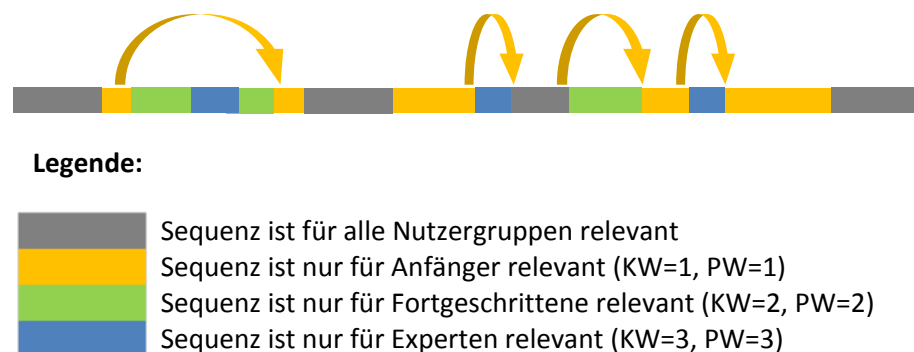 Legende:
Sequenz ist für alle Nutzergruppen relevant
Sequenz ist nur für Anfänger relevant (KW=1, PW=1)
Sequenz ist nur für Fortgeschrittene relevant (KW=2, PW=2)
Sequenz ist nur für Experten relevant (KW=3, PW=3)